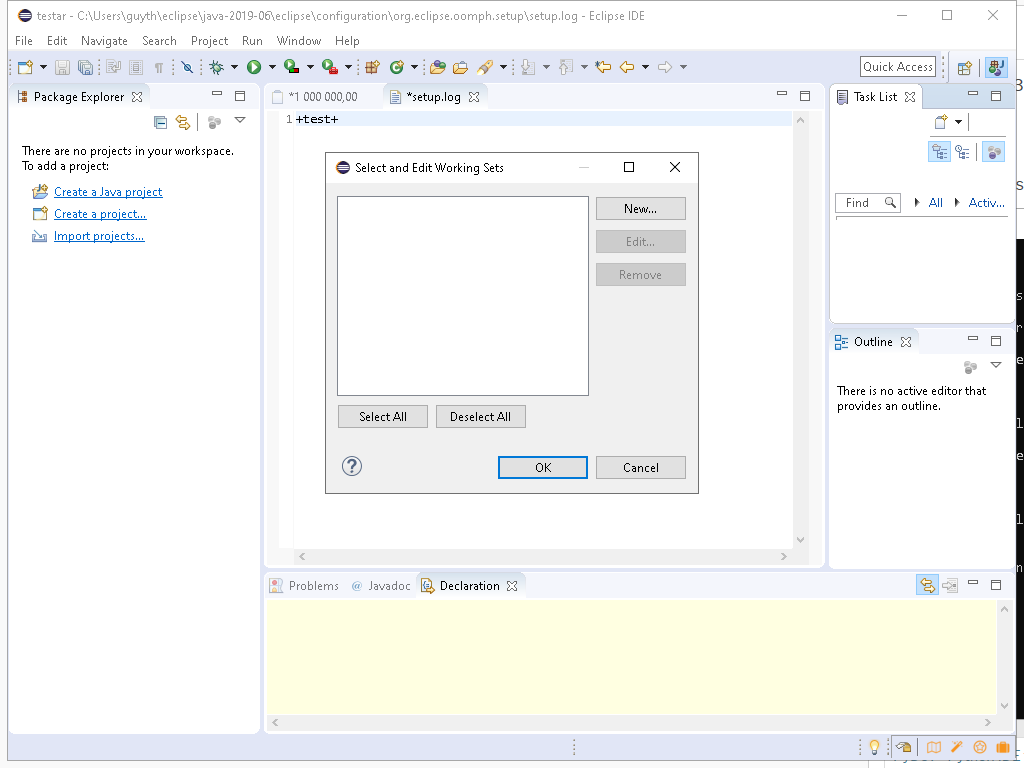 testar - C:\Users\guyth\eclipse\java-2019-06\eclipse\configuration\org.eclipse.oomph.setup\setup.log - Eclipse IDE
File Edit Navigate Search Project Run Window Help
Quick Access
Package Explorer
*1 000 000,00
*setup.log
Task List
1 +test+
There are no projects in your workspace.
To add a project:
Create a Java project
Create a project...
Import projects...
Select and Edit Working Sets
New...
Edit...
Remove
Select All
Deselect All
OK
Cancel
Find
All
Activ...
Outline
There is no active editor that
provides an outline.
Problems
@ Javadoc
Declaration